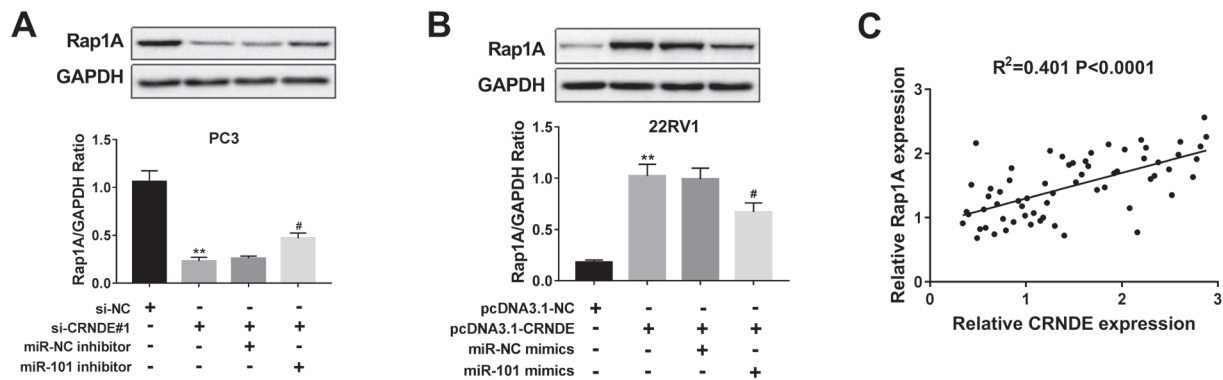 A
Rap1A
GAPDH
PC3
Rap1A/GAPDH Ratio
1.5
1.0
0.5
0.0
**
#
si-NC + - - -
si-CRNDE#1 - + + +
miR-NC inhibitor - - + -
miR-101 inhibitor - - - +
B
Rap1A
GAPDH
22RV1
Rap1A/GAPDH Ratio
1.5
1.0
0.5
0.0
**
#
pcDNA3.1-NC + - - -
pcDNA3.1-CRNDE - + + +
miR-NC mimics - - + -
miR-101 mimics - - - +
C
R²=0.401 P<0.0001
Relative Rap1A expression
3
2
1
0
0 1 2 3
Relative CRNDE expression